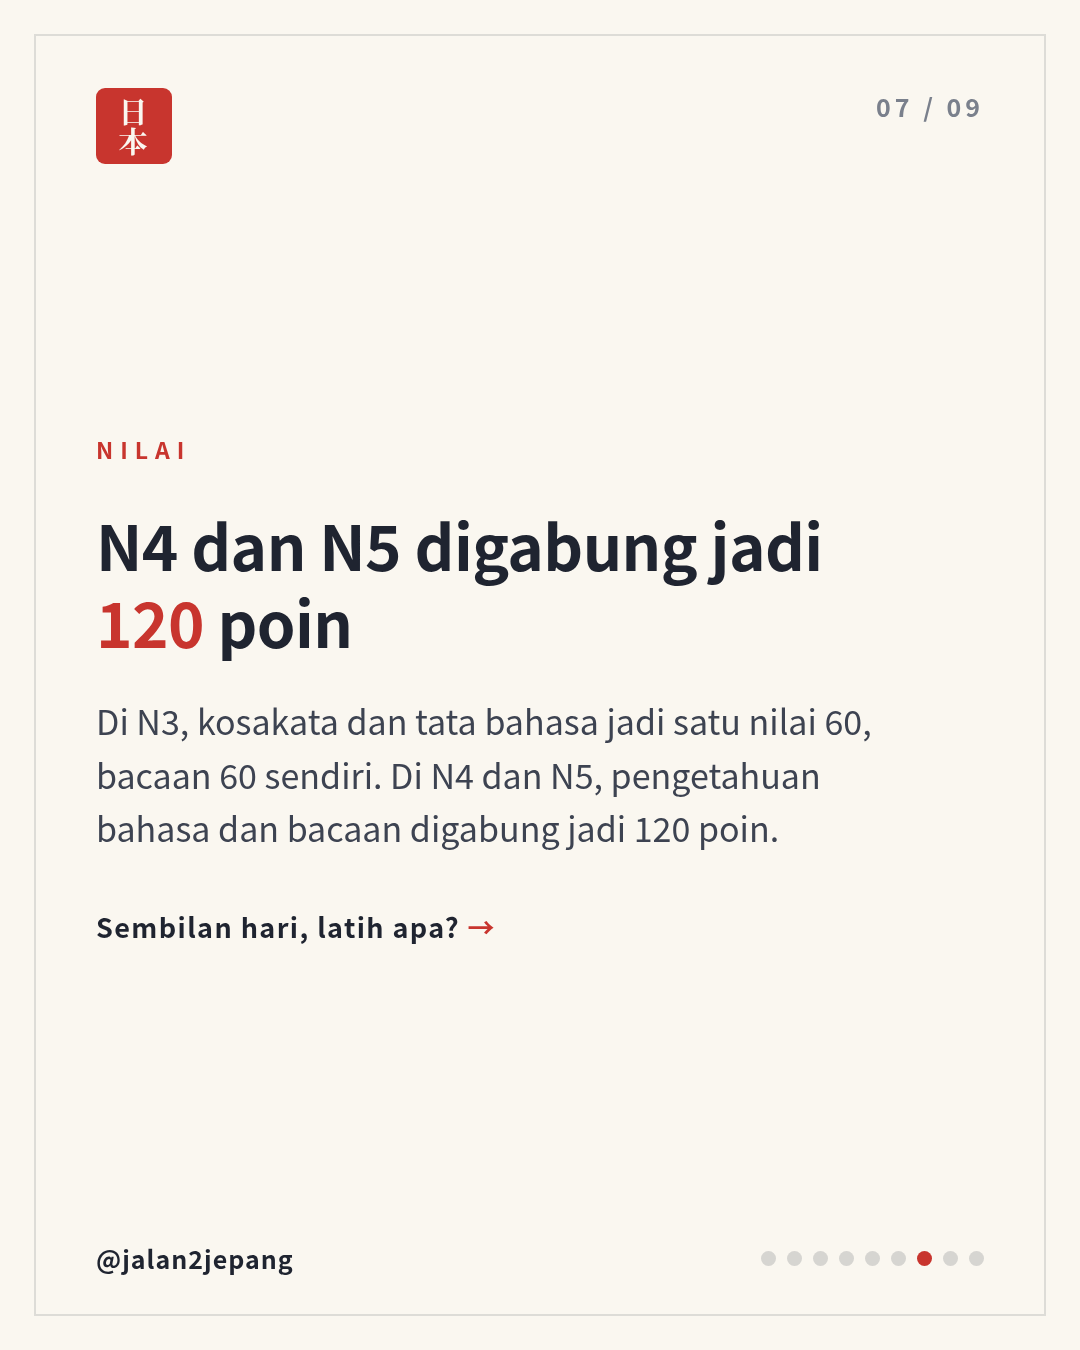 日本
07 / 09
NILAI
N4 dan N5 digabung jadi
120 poin
Di N3, kosakata dan tata bahasa jadi satu nilai 60,
bacaan 60 sendiri. Di N4 dan N5, pengetahuan
bahasa dan bacaan digabung jadi 120 poin.
Sembilan hari, latih apa? →
@jalan2jepang